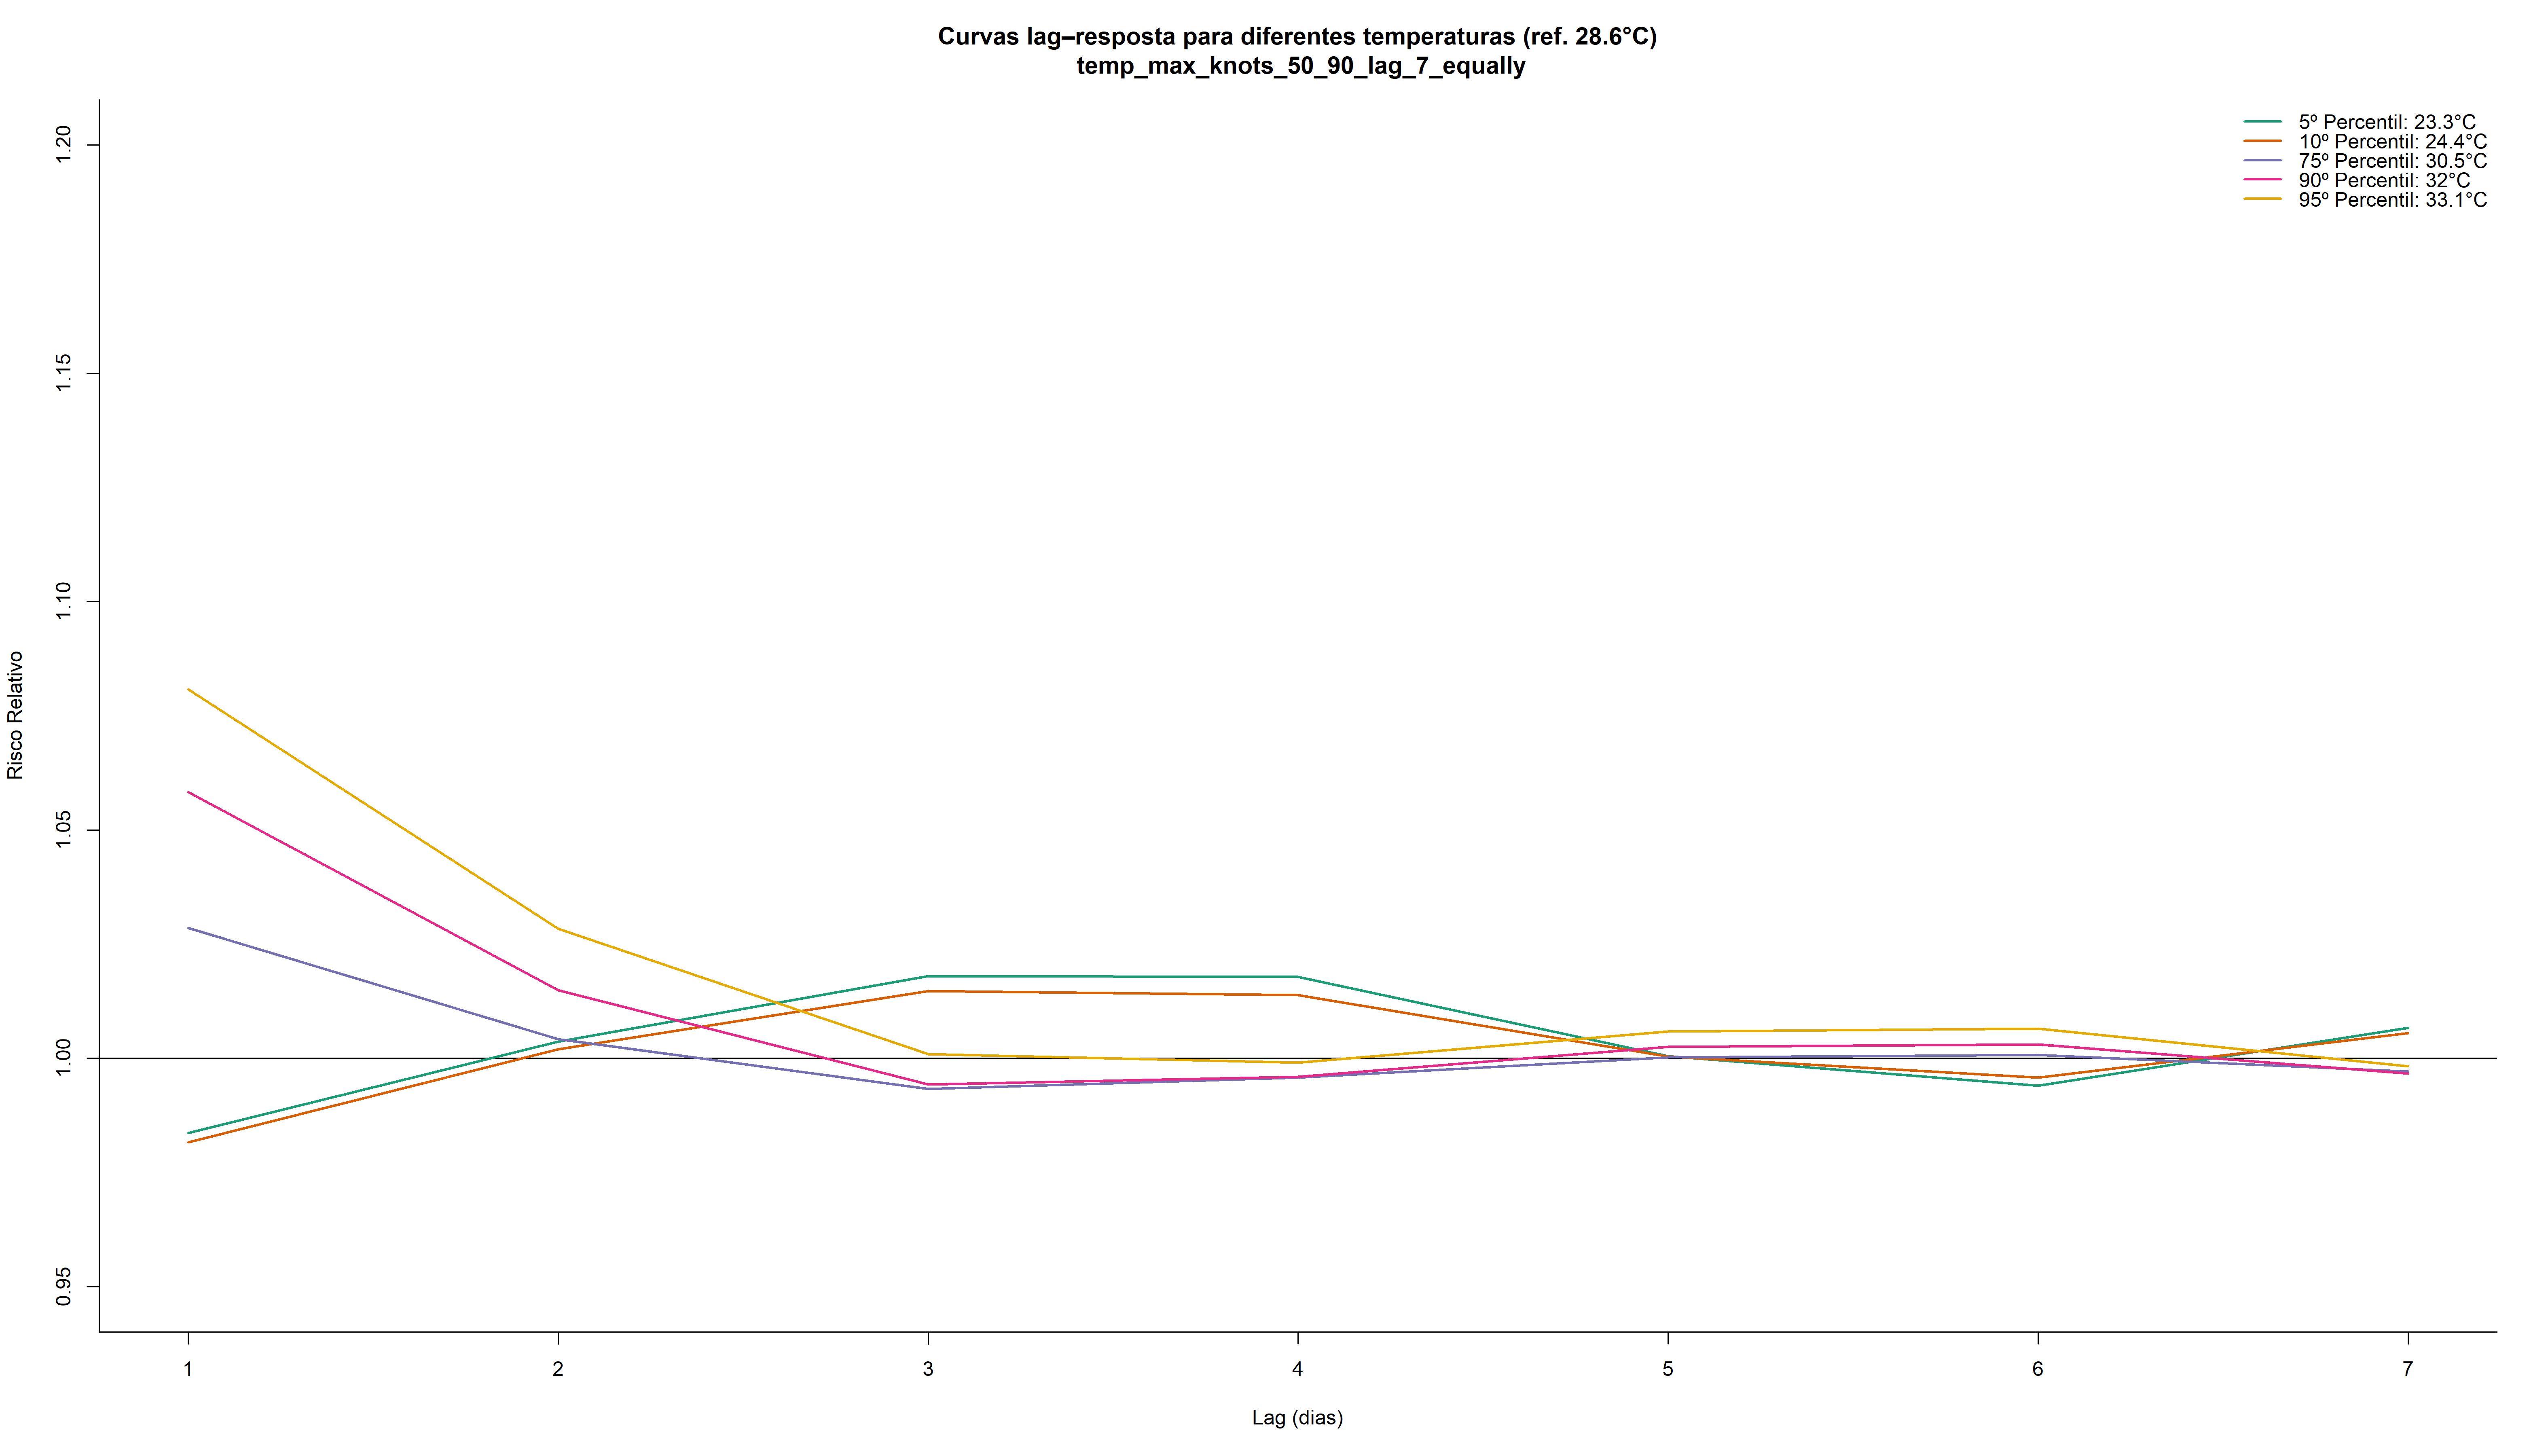 Curvas lag–resposta para diferentes temperaturas (ref. 28.6°C)
temp_max_knots_50_90_lag_7_equally
5º Percentil: 23.3°C
10º Percentil: 24.4°C
75º Percentil: 30.5°C
90º Percentil: 32°C
95º Percentil: 33.1°C
Risco Relativo
1.20
1.15
1.10
1.05
1.00
0.95
1 2 3 4 5 6 7
Lag (dias)